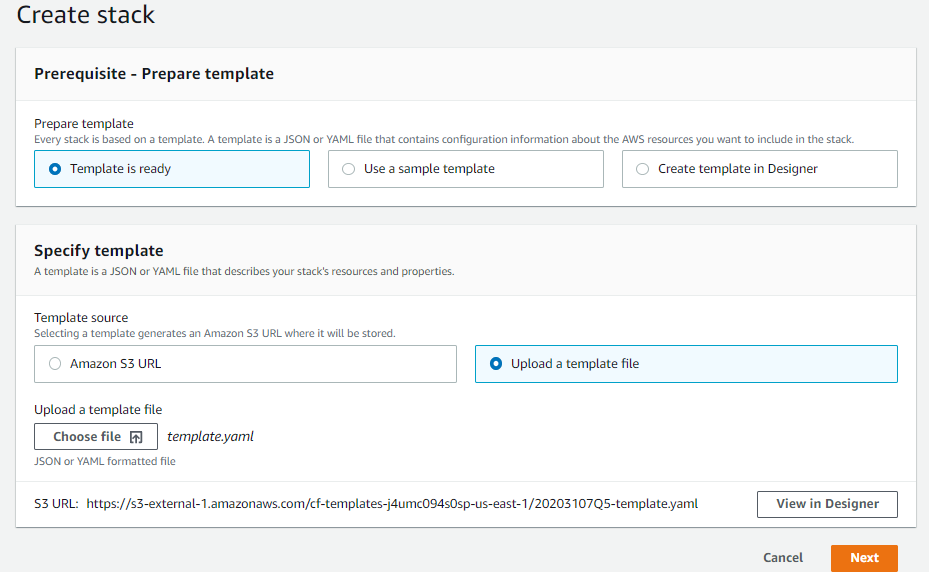 Create stack
Prerequisite - Prepare template
Prepare template
Every stack is based on a template. A template is a JSON or YAML file that contains configuration information about the AWS resources you want to include in the stack.
Template is ready
Use a sample template
Create template in Designer
Specify template
A template is a JSON or YAML file that describes your stack's resources and properties.
Template source
Selecting a template generates an Amazon S3 URL where it will be stored.
Amazon S3 URL
Upload a template file
Upload a template file
Choose file
template.yaml
JSON or YAML formatted file
S3 URL: https://s3-external-1.amazonaws.com/cf-templates-j4umc094s0sp-us-east-1/20203107Q5-template.yaml
View in Designer
Cancel
Next